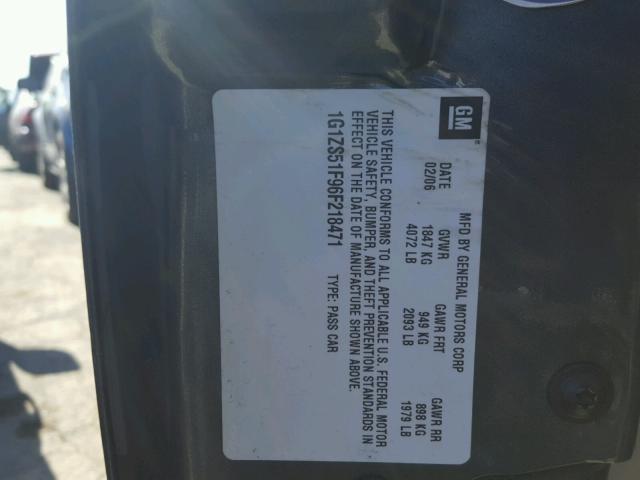 GM
MFD BY GENERAL MOTORS CORP
DATE GVWR GAWR FRT GAWR RR
02/06 1847 KG 949 KG 898 KG
4072 LB 2093 LB 1979 LB
THIS VEHICLE CONFORMS TO ALL APPLICABLE U.S. FEDERAL MOTOR
VEHICLE SAFETY, BUMPER, AND THEFT PREVENTION STANDARDS IN
EFFECT ON THE DATE OF MANUFACTURE SHOWN ABOVE.
1G1ZS51F96F218471 TYPE: PASS CAR